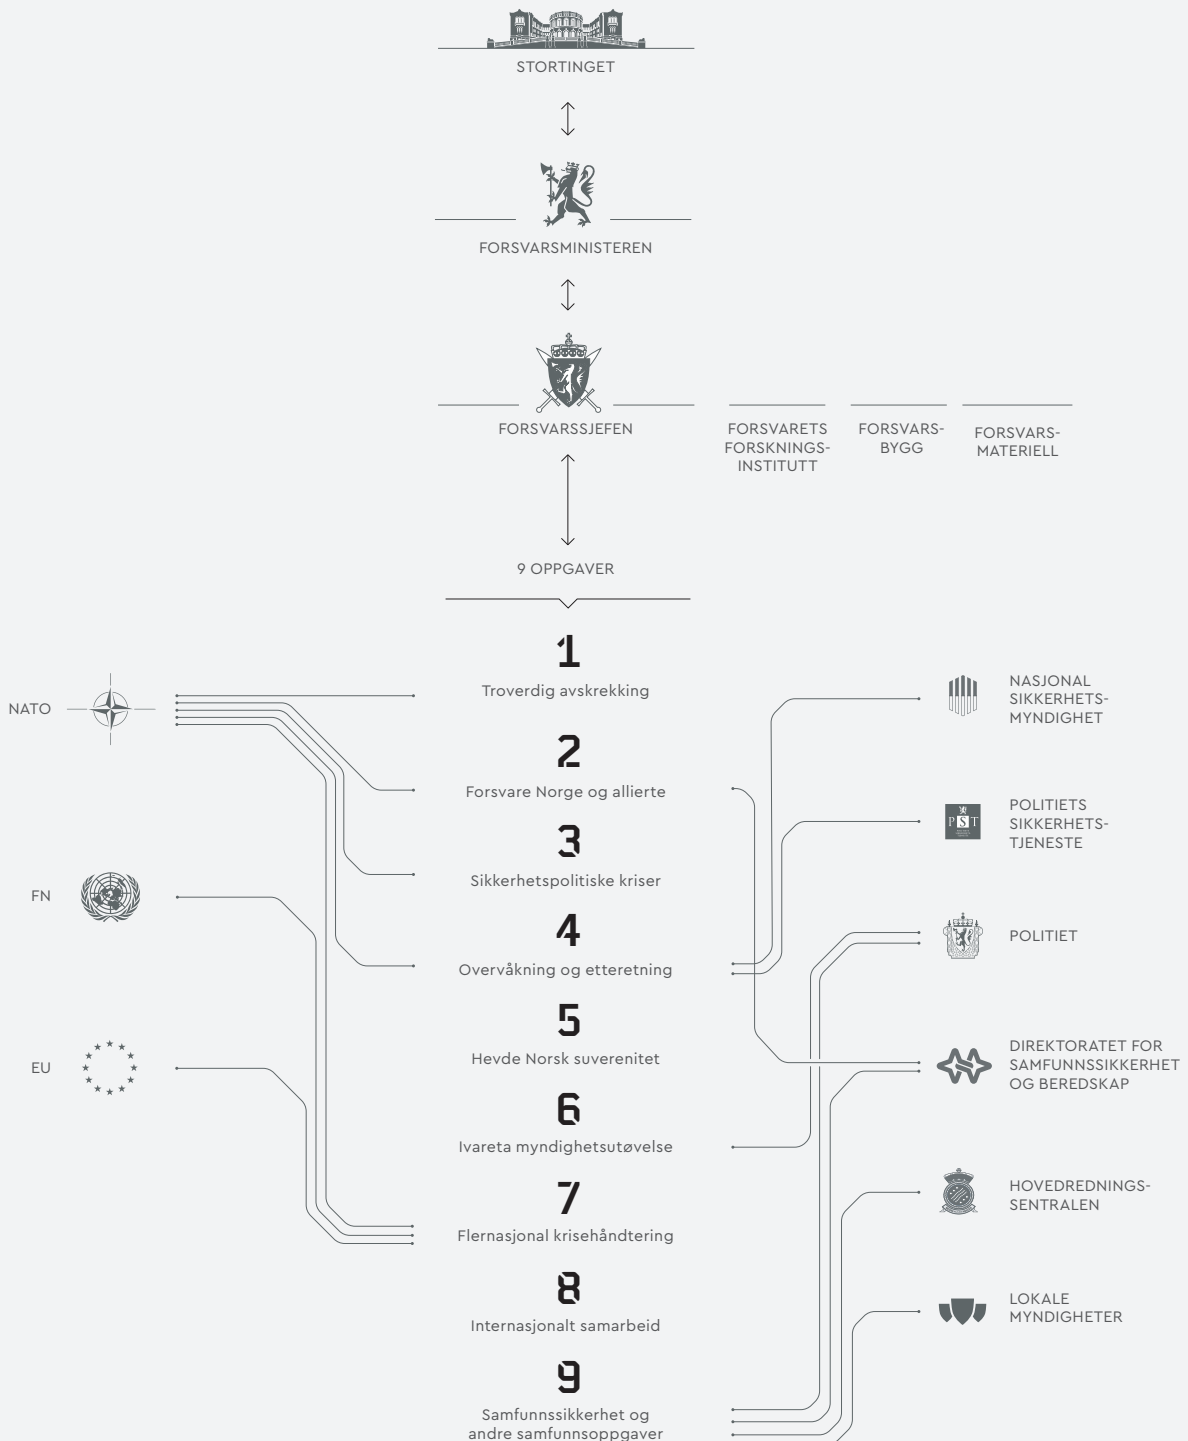 STORTINGET
FORSVARSMINISTEREN
FORSVARSSJEFEN
FORSVARETS
FORSKNINGS-
INSTITUTT
FORSVARS-
BYGG
FORSVARS-
MATERIELL
9 OPPGAVER
1
Troverdig avskrekking
2
Forsvare Norge og allierte
3
Sikkerhetspolitiske kriser
4
Overvåkning og etteretning
5
Hevde Norsk suverenitet
6
Ivareta myndighetsutøvelse
7
Flernasjonal krisehåndtering
8
Internasjonalt samarbeid
9
Samfunnssikkerhet og
andre samfunnsoppgaver
NATO
FN
EU
NASJONAL
SIKKERHETS-
MYNDIGHET
PST
POLITIETS
SIKKERHETS-
TJENESTE
POLITIET
DIREKTORATET FOR
SAMFUNNSSIKKERHET
OG BEREDSKAP
HOVEDREDNINGS-
SENTRALEN
LOKALE
MYNDIGHETER